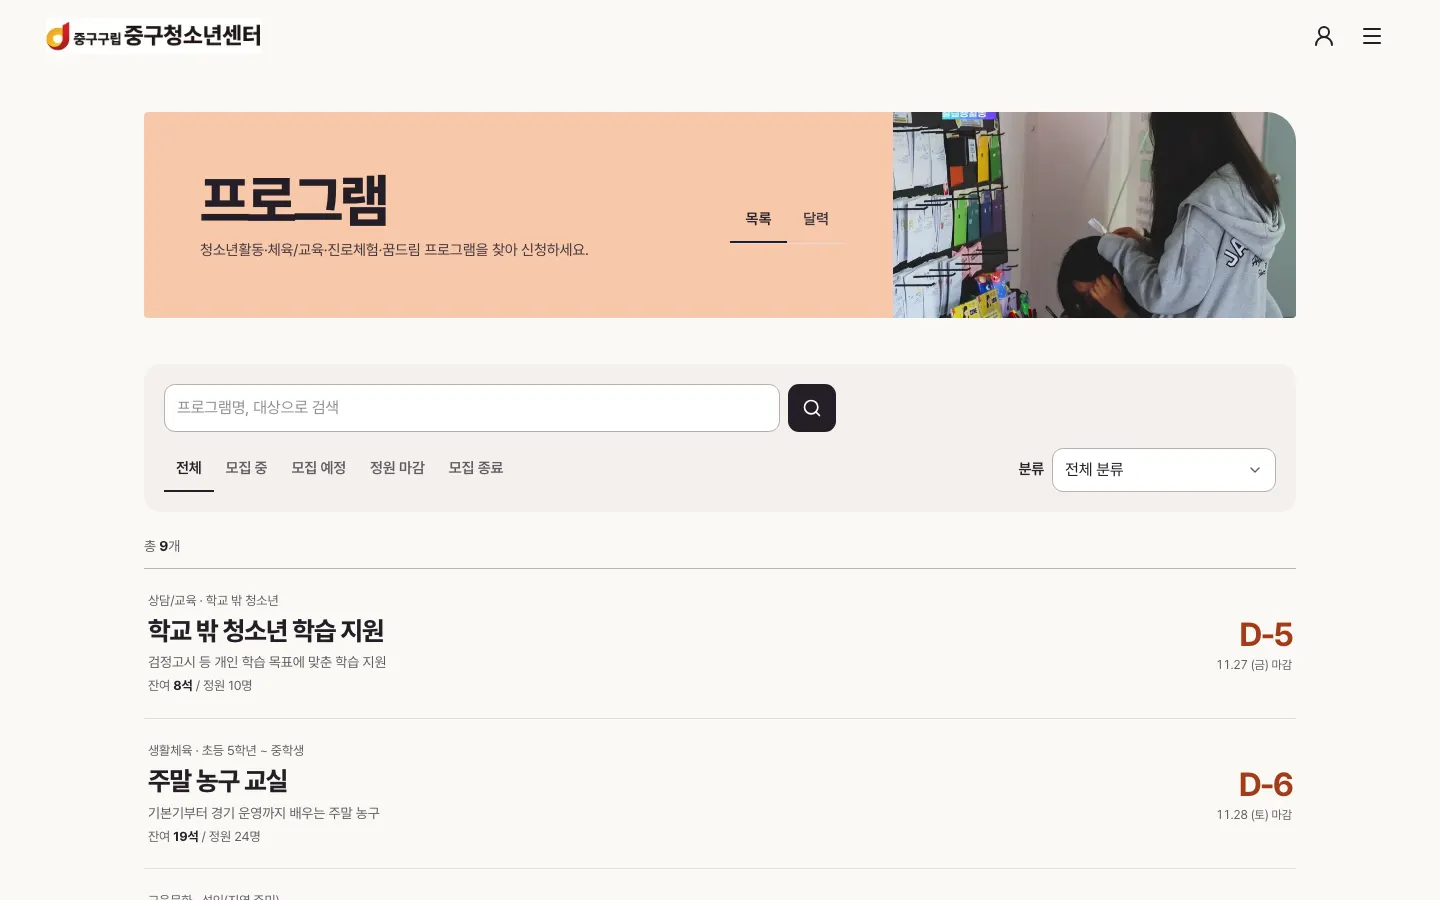 중구구립 중구청소년센터
프로그램
청소년활동·체육/교육·진로체험·꿈드림 프로그램을 찾아 신청하세요.
목록 달력
JA
프로그램명, 대상으로 검색
전체 모집 중 모집 예정 정원 마감 모집 종료
분류 전체 분류
총 9개
상담/교육 · 학교 밖 청소년
학교 밖 청소년 학습 지원
검정고시 등 개인 학습 목표에 맞춘 학습 지원
잔여 8석 / 정원 10명
D-5
11.27 (금) 마감
생활체육 · 초등 5학년 ~ 중학생
주말 농구 교실
기본기부터 경기 운영까지 배우는 주말 농구
잔여 19석 / 정원 24명
D-6
11.28 (토) 마감